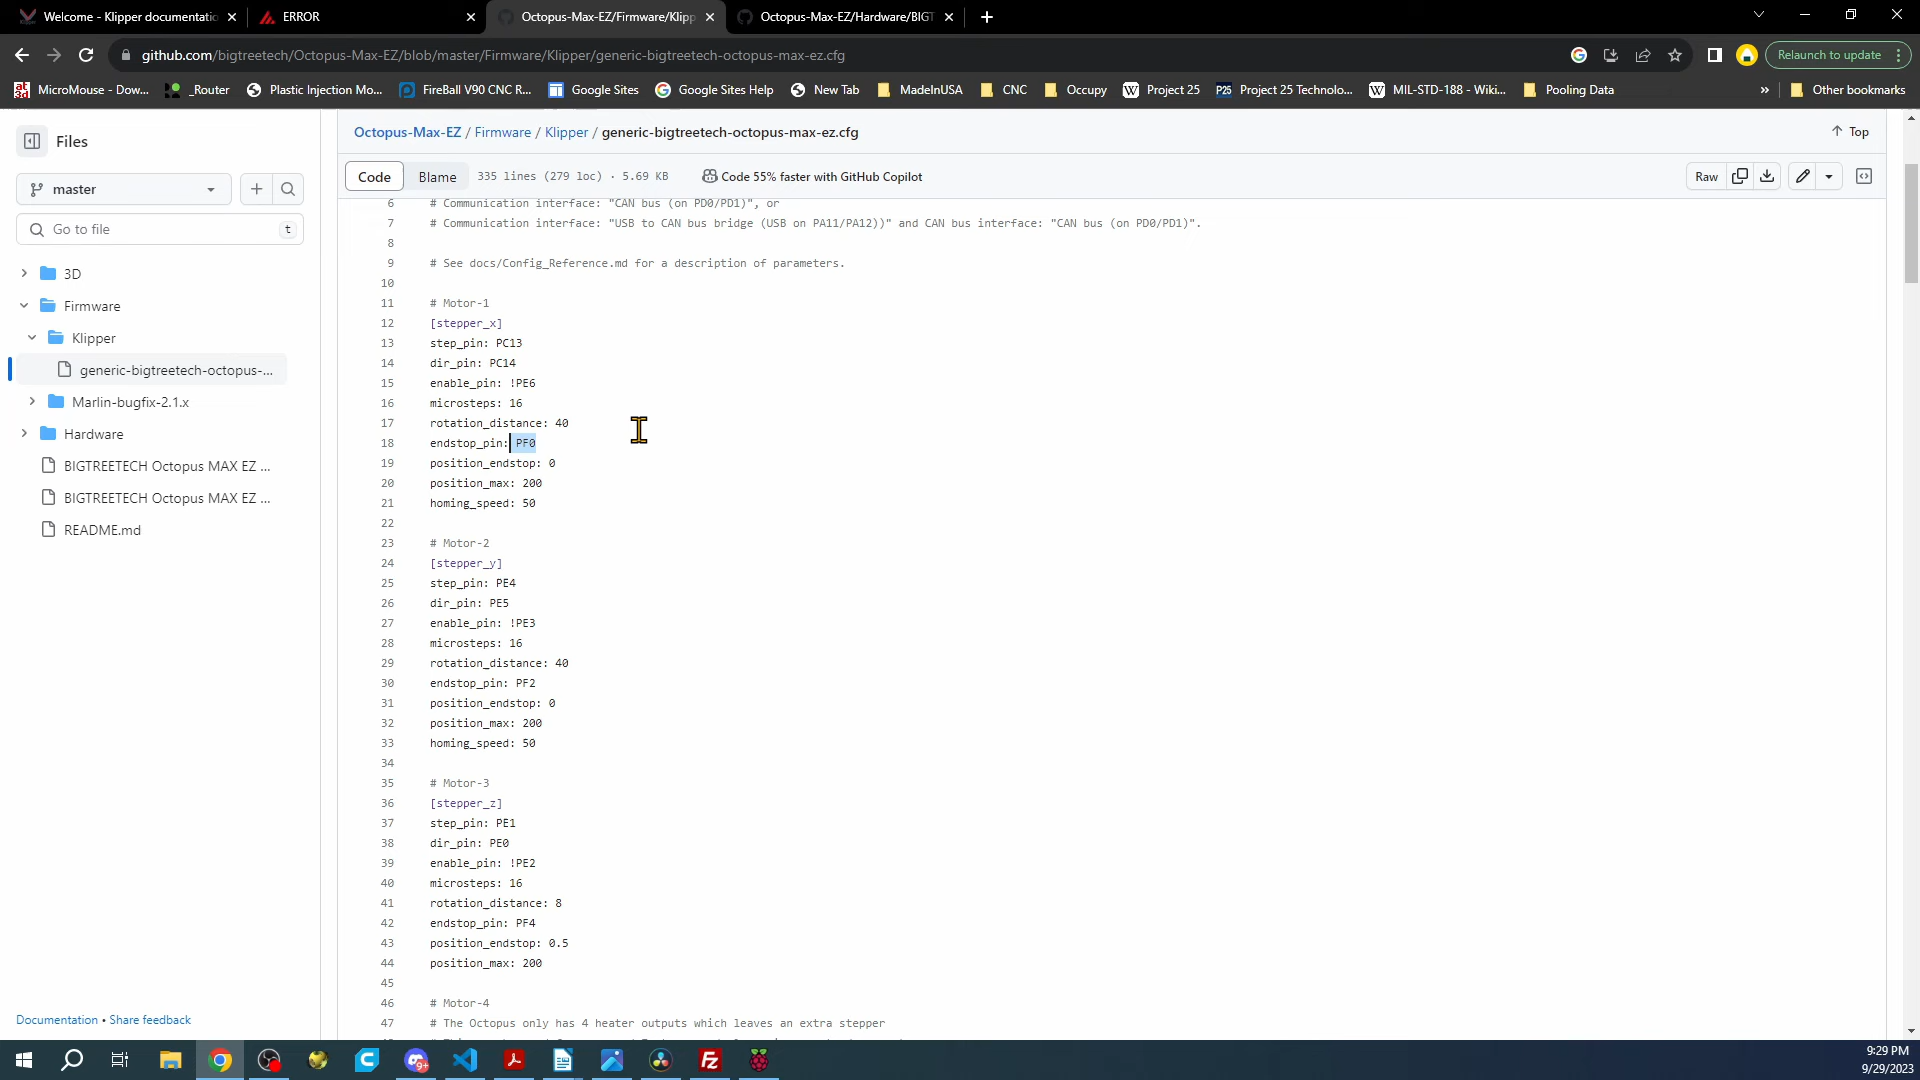 Welcome - Klipper documentatio
ERROR
Octopus-Max-EZ/Firmware/Klipp
Octopus-Max-EZ/Hardware/BIGT
github.com/bigtreetech/Octopus-Max-EZ/blob/master/Firmware/Klipper/generic-bigtreetech-octopus-max-ez.cfg
Relaunch to update
MicroMouse - Dow...
_Router
Plastic Injection Mo...
FireBall V90 CNC R...
Google Sites
Google Sites Help
New Tab
MadeInUSA
CNC
Occupy
Project 25
Project 25 Technolo...
MIL-STD-188 - Wiki...
Pooling Data
»
Other bookmarks
Files
master
Go to file
t
3D
Firmware
Klipper
generic-bigtreetech-octopus-...
Marlin-bugfix-2.1.x
Hardware
BIGTREETECH Octopus MAX EZ ...
BIGTREETECH Octopus MAX EZ ...
README.md
Documentation • Share feedback
Octopus-Max-EZ / Firmware / Klipper / generic-bigtreetech-octopus-max-ez.cfg
Top
Code
Blame
335 lines (279 loc) · 5.69 KB
Code 55% faster with GitHub Copilot
Raw
6 # Communication interface: "CAN bus (on PD0/PD1)", or
7 # Communication interface: "USB to CAN bus bridge (USB on PA11/PA12))" and CAN bus interface: "CAN bus (on PD0/PD1)".
8
9 # See docs/Config_Reference.md for a description of parameters.
10
11 # Motor-1
12 [stepper_x]
13 step_pin: PC13
14 dir_pin: PC14
15 enable_pin: !PE6
16 microsteps: 16
17 rotation_distance: 40
18 endstop_pin: PF0
19 position_endstop: 0
20 position_max: 200
21 homing_speed: 50
22
23 # Motor-2
24 [stepper_y]
25 step_pin: PE4
26 dir_pin: PE5
27 enable_pin: !PE3
28 microsteps: 16
29 rotation_distance: 40
30 endstop_pin: PF2
31 position_endstop: 0
32 position_max: 200
33 homing_speed: 50
34
35 # Motor-3
36 [stepper_z]
37 step_pin: PE1
38 dir_pin: PE0
39 enable_pin: !PE2
40 microsteps: 16
41 rotation_distance: 8
42 endstop_pin: PF4
43 position_endstop: 0.5
44 position_max: 200
45
46 # Motor-4
47 # The Octopus only has 4 heater outputs which leaves an extra stepper
9:29 PM
9/29/2023